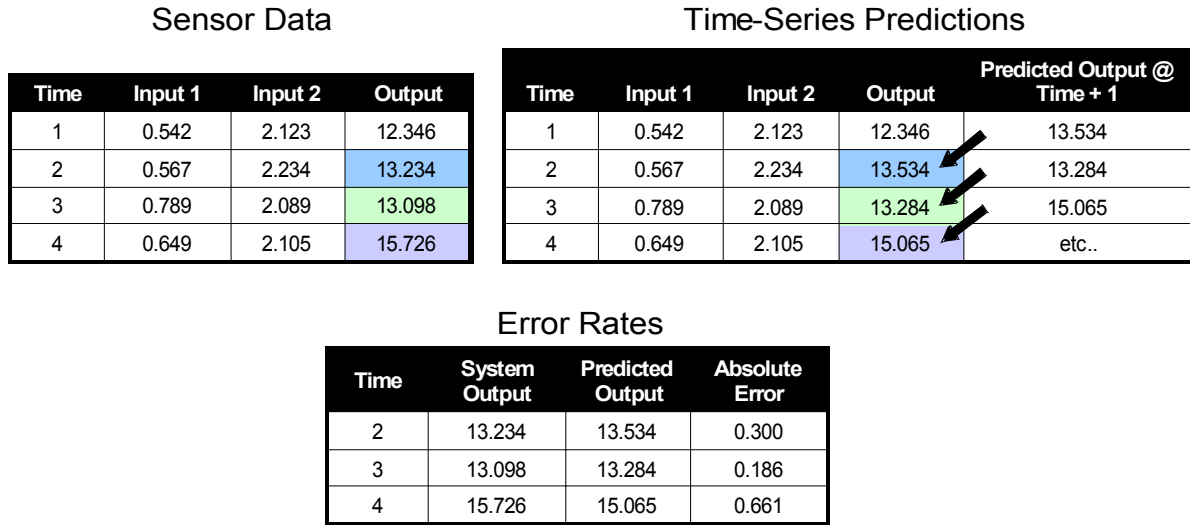 Sensor Data
Time Input 1 Input 2 Output
1 0.542 2.123 12.346
2 0.567 2.234 13.234
3 0.789 2.089 13.098
4 0.649 2.105 15.726
Time-Series Predictions
Time Input 1 Input 2 Output Predicted Output @ Time + 1
1 0.542 2.123 12.346 13.534
2 0.567 2.234 13.534 13.284
3 0.789 2.089 13.284 15.065
4 0.649 2.105 15.065 etc..
Error Rates
Time System Output Predicted Output Absolute Error
2 13.234 13.534 0.300
3 13.098 13.284 0.186
4 15.726 15.065 0.661